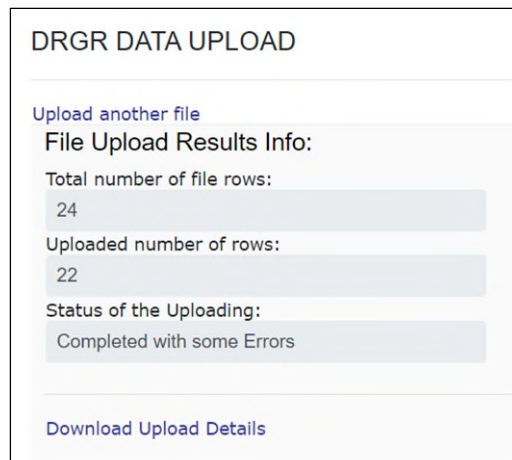 DRGR DATA UPLOAD
Upload another file
File Upload Results Info:
Total number of file rows:
24
Uploaded number of rows:
22
Status of the Uploading:
Completed with some Errors
Download Upload Details